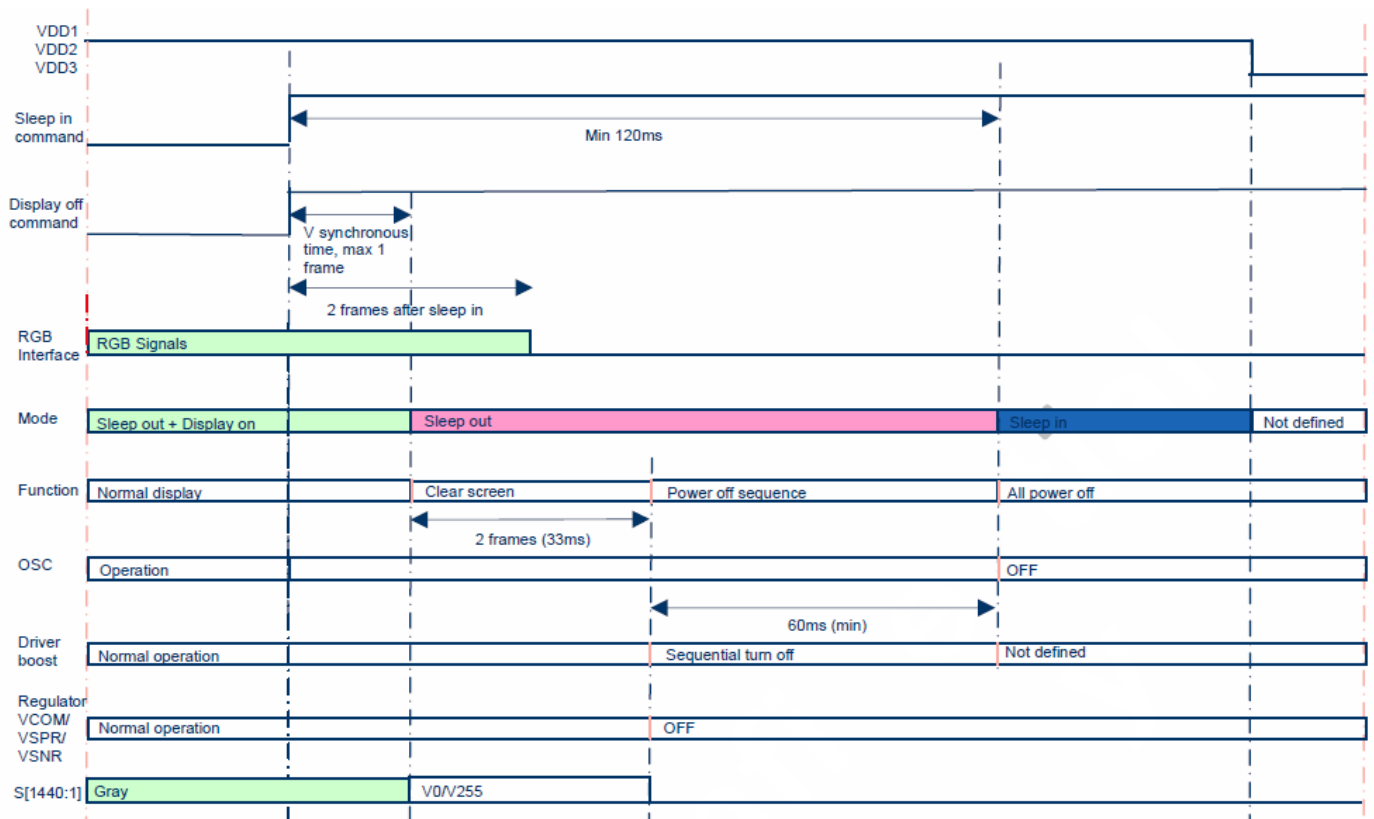 VDD1
VDD2
VDD3
Sleep in
command
Min 120ms
Display off
command
V synchronous
time, max 1
frame
2 frames after sleep in
RGB
Interface
RGB Signals
Mode
Sleep out + Display on
Sleep out
Sleep in
Not defined
Function
Normal display
Clear screen
Power off sequence
All power off
2 frames (33ms)
OSC
Operation
OFF
60ms (min)
Driver
boost
Normal operation
Sequential turn off
Not defined
Regulator
VCOM/
VSPR/
VSNR
Normal operation
OFF
S[1440:1]
Gray
V0/V255